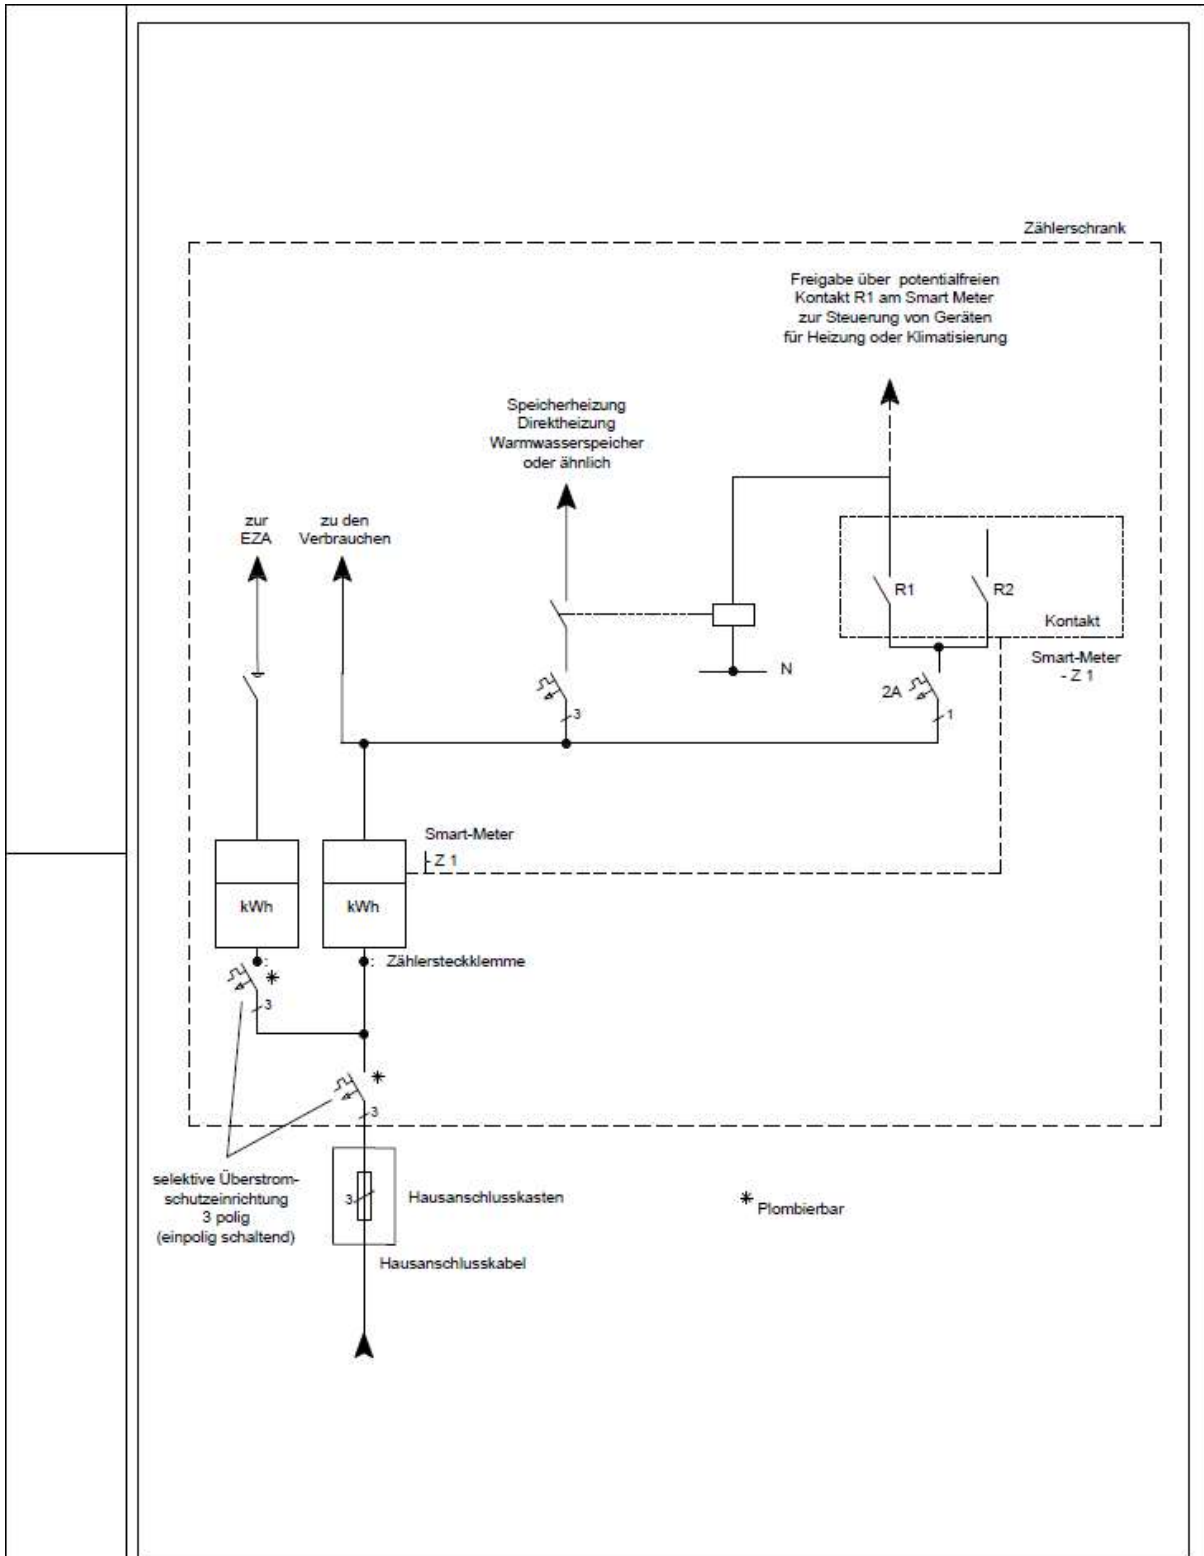 Zählerschrank
Freigabe über potentialfreien
Kontakt R1 am Smart Meter
zur Steuerung von Geräten
für Heizung oder Klimatisierung
Speicherheizung
Direktheizung
Warmwasserspeicher
oder ähnlich
zur
EZA
zu den
Verbrauchen
R1
R2
Kontakt
Smart-Meter
- Z 1
N
2A
3
1
Smart-Meter
- Z 1
kWh
kWh
: Zählersteckklemme
:
*
3
*
3
selektive Überstrom-
schutzeinrichtung
3 polig
(einpolig schaltend)
3
Hausanschlusskasten
* Plombierbar
Hausanschlusskabel